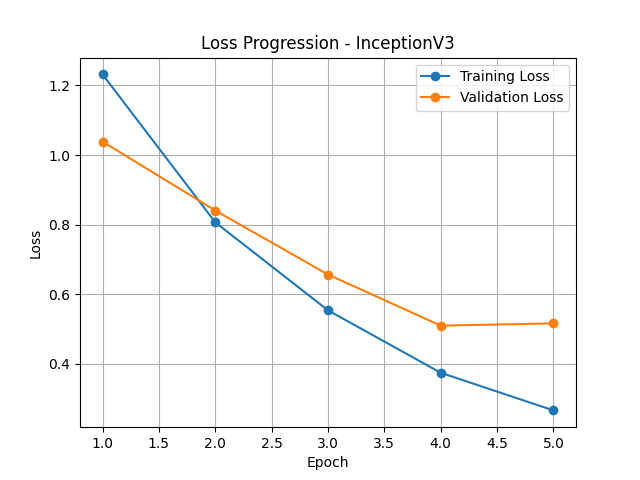 Loss Progression - InceptionV3
Training Loss
Validation Loss
1.2
1.0
0.8
0.6
0.4
Loss
1.0 1.5 2.0 2.5 3.0 3.5 4.0 4.5 5.0
Epoch